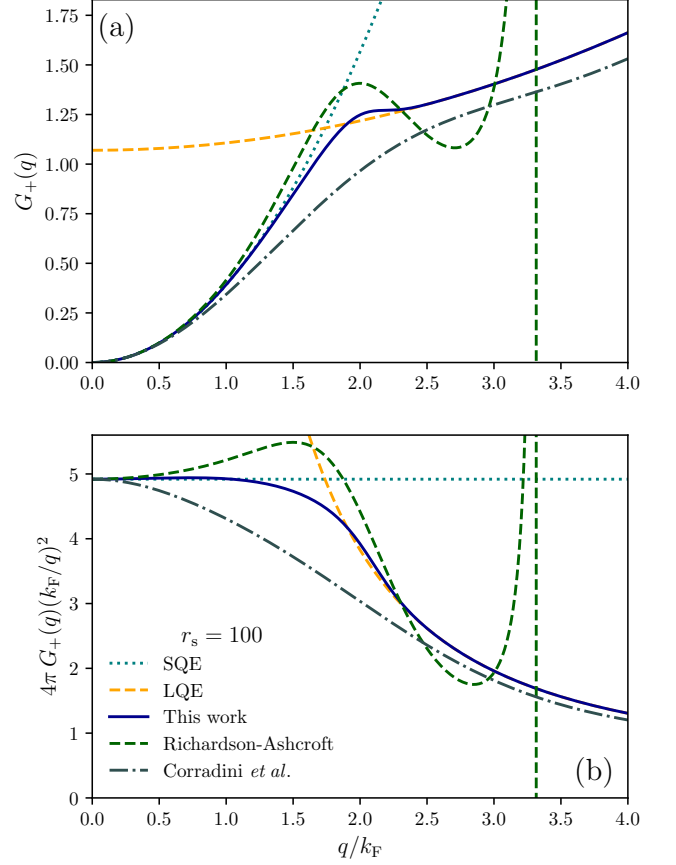 (a)
G₊(q)
1.75
1.50
1.25
1.00
0.75
0.50
0.25
0.00
0.0 0.5 1.0 1.5 2.0 2.5 3.0 3.5 4.0
4π G₊(q)(k_F/q)²
5
4
3
2
1
0
r_s = 100
SQE
LQE
This work
Richardson-Ashcroft
Corradini et al.
(b)
0.0 0.5 1.0 1.5 2.0 2.5 3.0 3.5 4.0
q/k_F